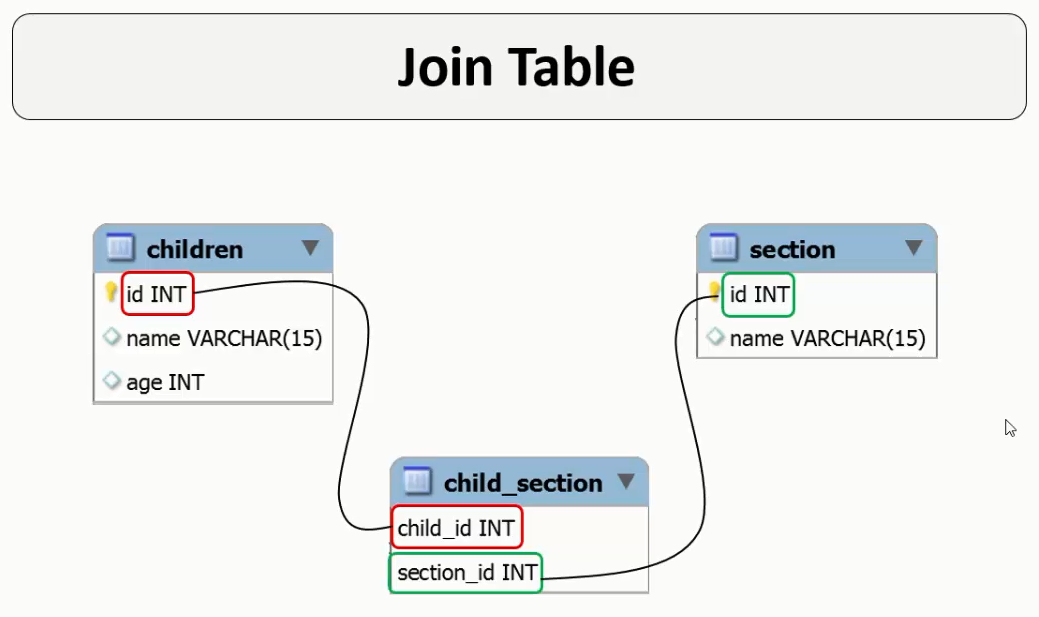 Join Table
children
id INT
name VARCHAR(15)
age INT
section
id INT
name VARCHAR(15)
child_section
child_id INT
section_id INT